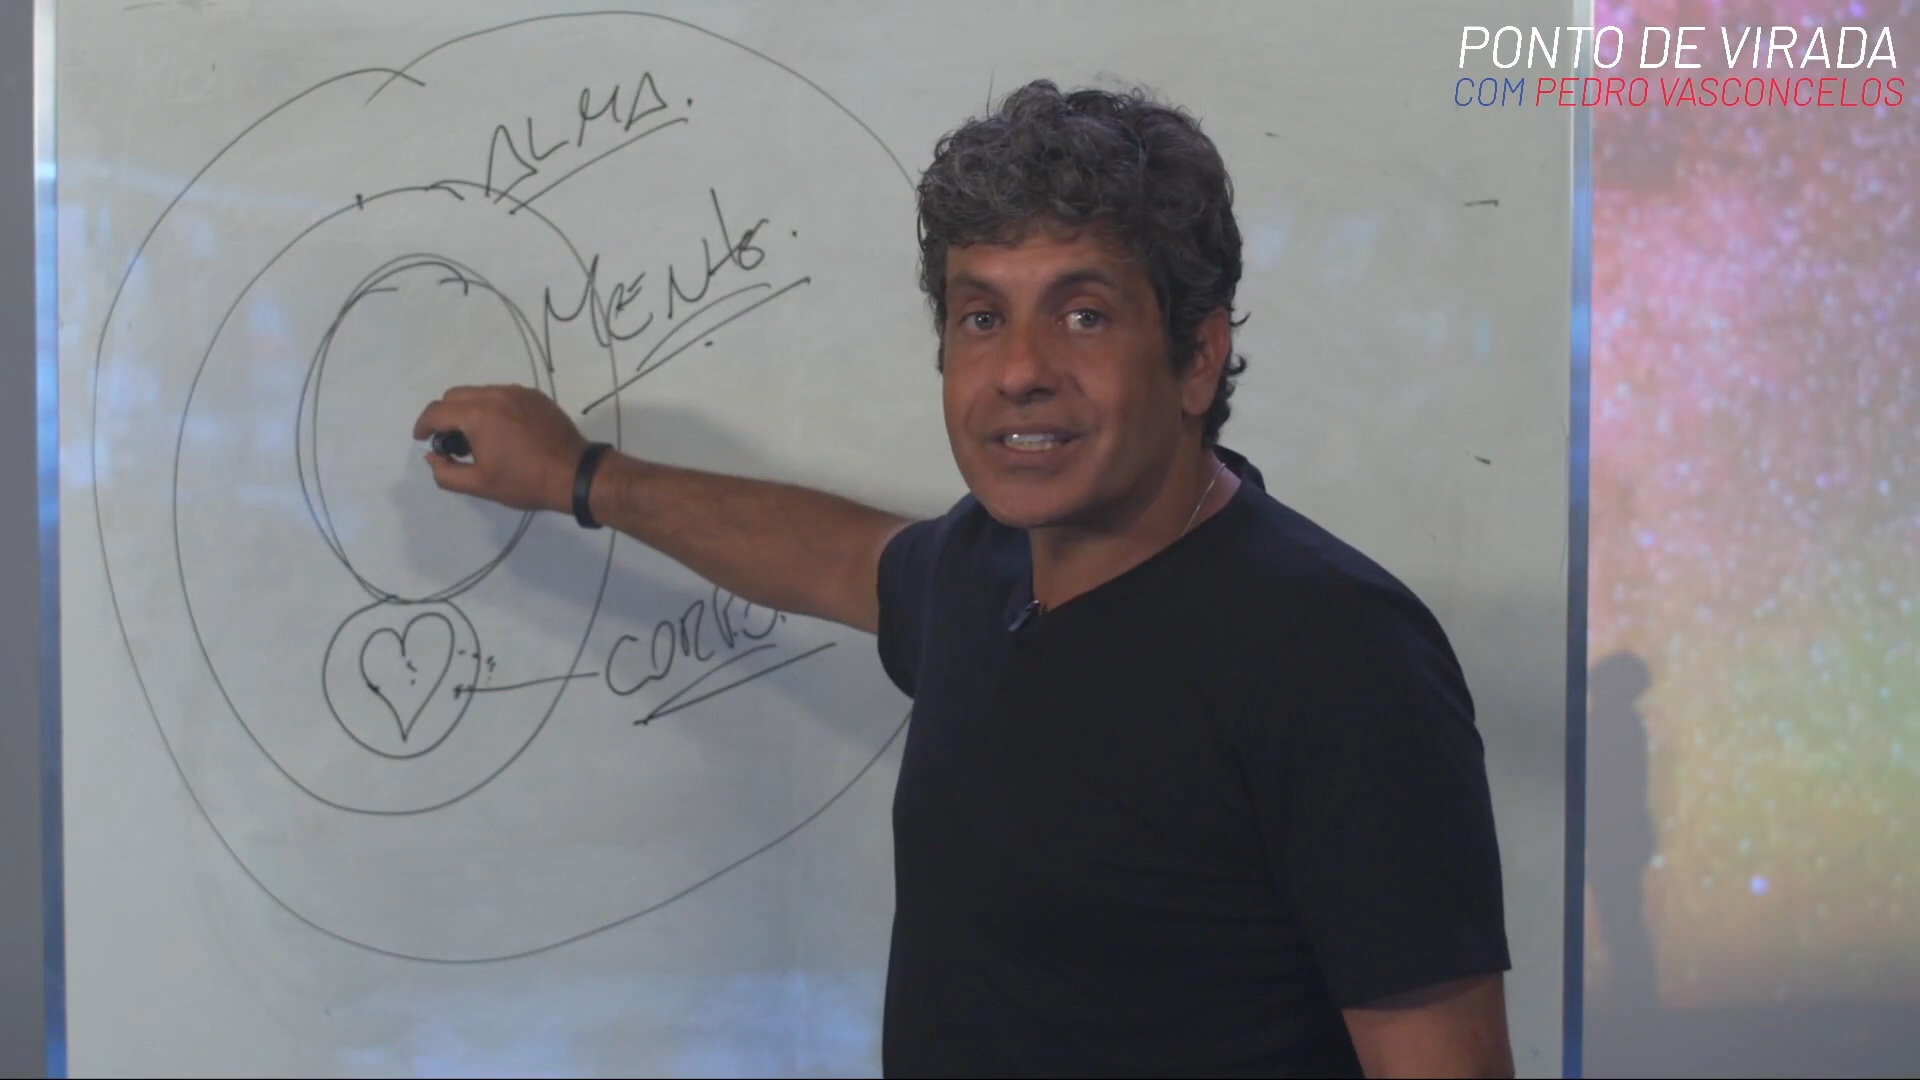 PONTO DE VIRADA
COM PEDRO VASCONCELOS
ALMA.
MENTE.
CORPO.